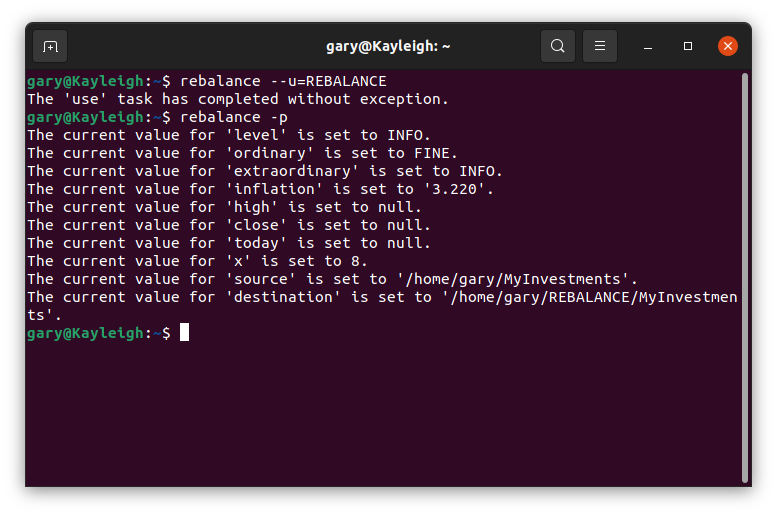 gary@Kayleigh: ~
gary@Kayleigh:~$ rebalance --u=REBALANCE
The 'use' task has completed without exception.
gary@Kayleigh:~$ rebalance -p
The current value for 'level' is set to INFO.
The current value for 'ordinary' is set to FINE.
The current value for 'extraordinary' is set to INFO.
The current value for 'inflation' is set to '3.220'.
The current value for 'high' is set to null.
The current value for 'close' is set to null.
The current value for 'today' is set to null.
The current value for 'x' is set to 8.
The current value for 'source' is set to '/home/gary/MyInvestments'.
The current value for 'destination' is set to '/home/gary/REBALANCE/MyInvestmen
ts'.
gary@Kayleigh:~$